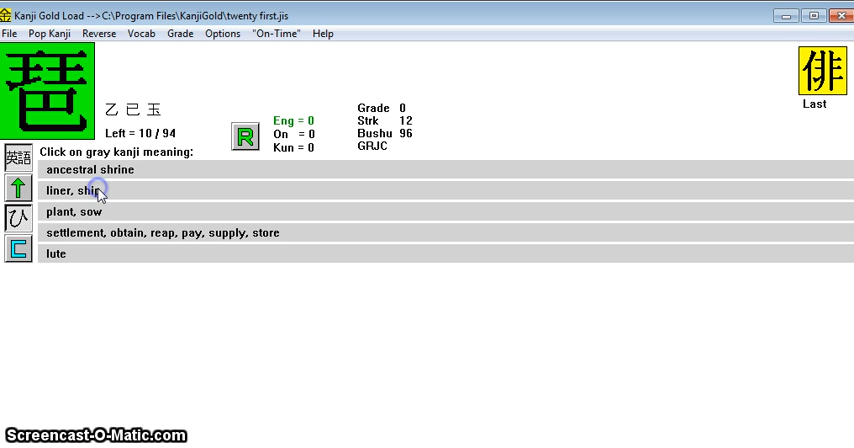 金 Kanji Gold Load -->C:\Program Files\KanjiGold\twenty first.jis
File Pop Kanji Reverse Vocab Grade Options "On-Time" Help
琶
乙 已 玉
Left = 10 / 94
R
Eng = 0
On = 0
Kun = 0
Grade 0
Strk 12
Bushu 96
GRJC
俳
Last
英語
Click on gray kanji meaning:
ancestral shrine
liner, ship
ひ
plant, sow
settlement, obtain, reap, pay, supply, store
lute
Screencast-O-Matic.com